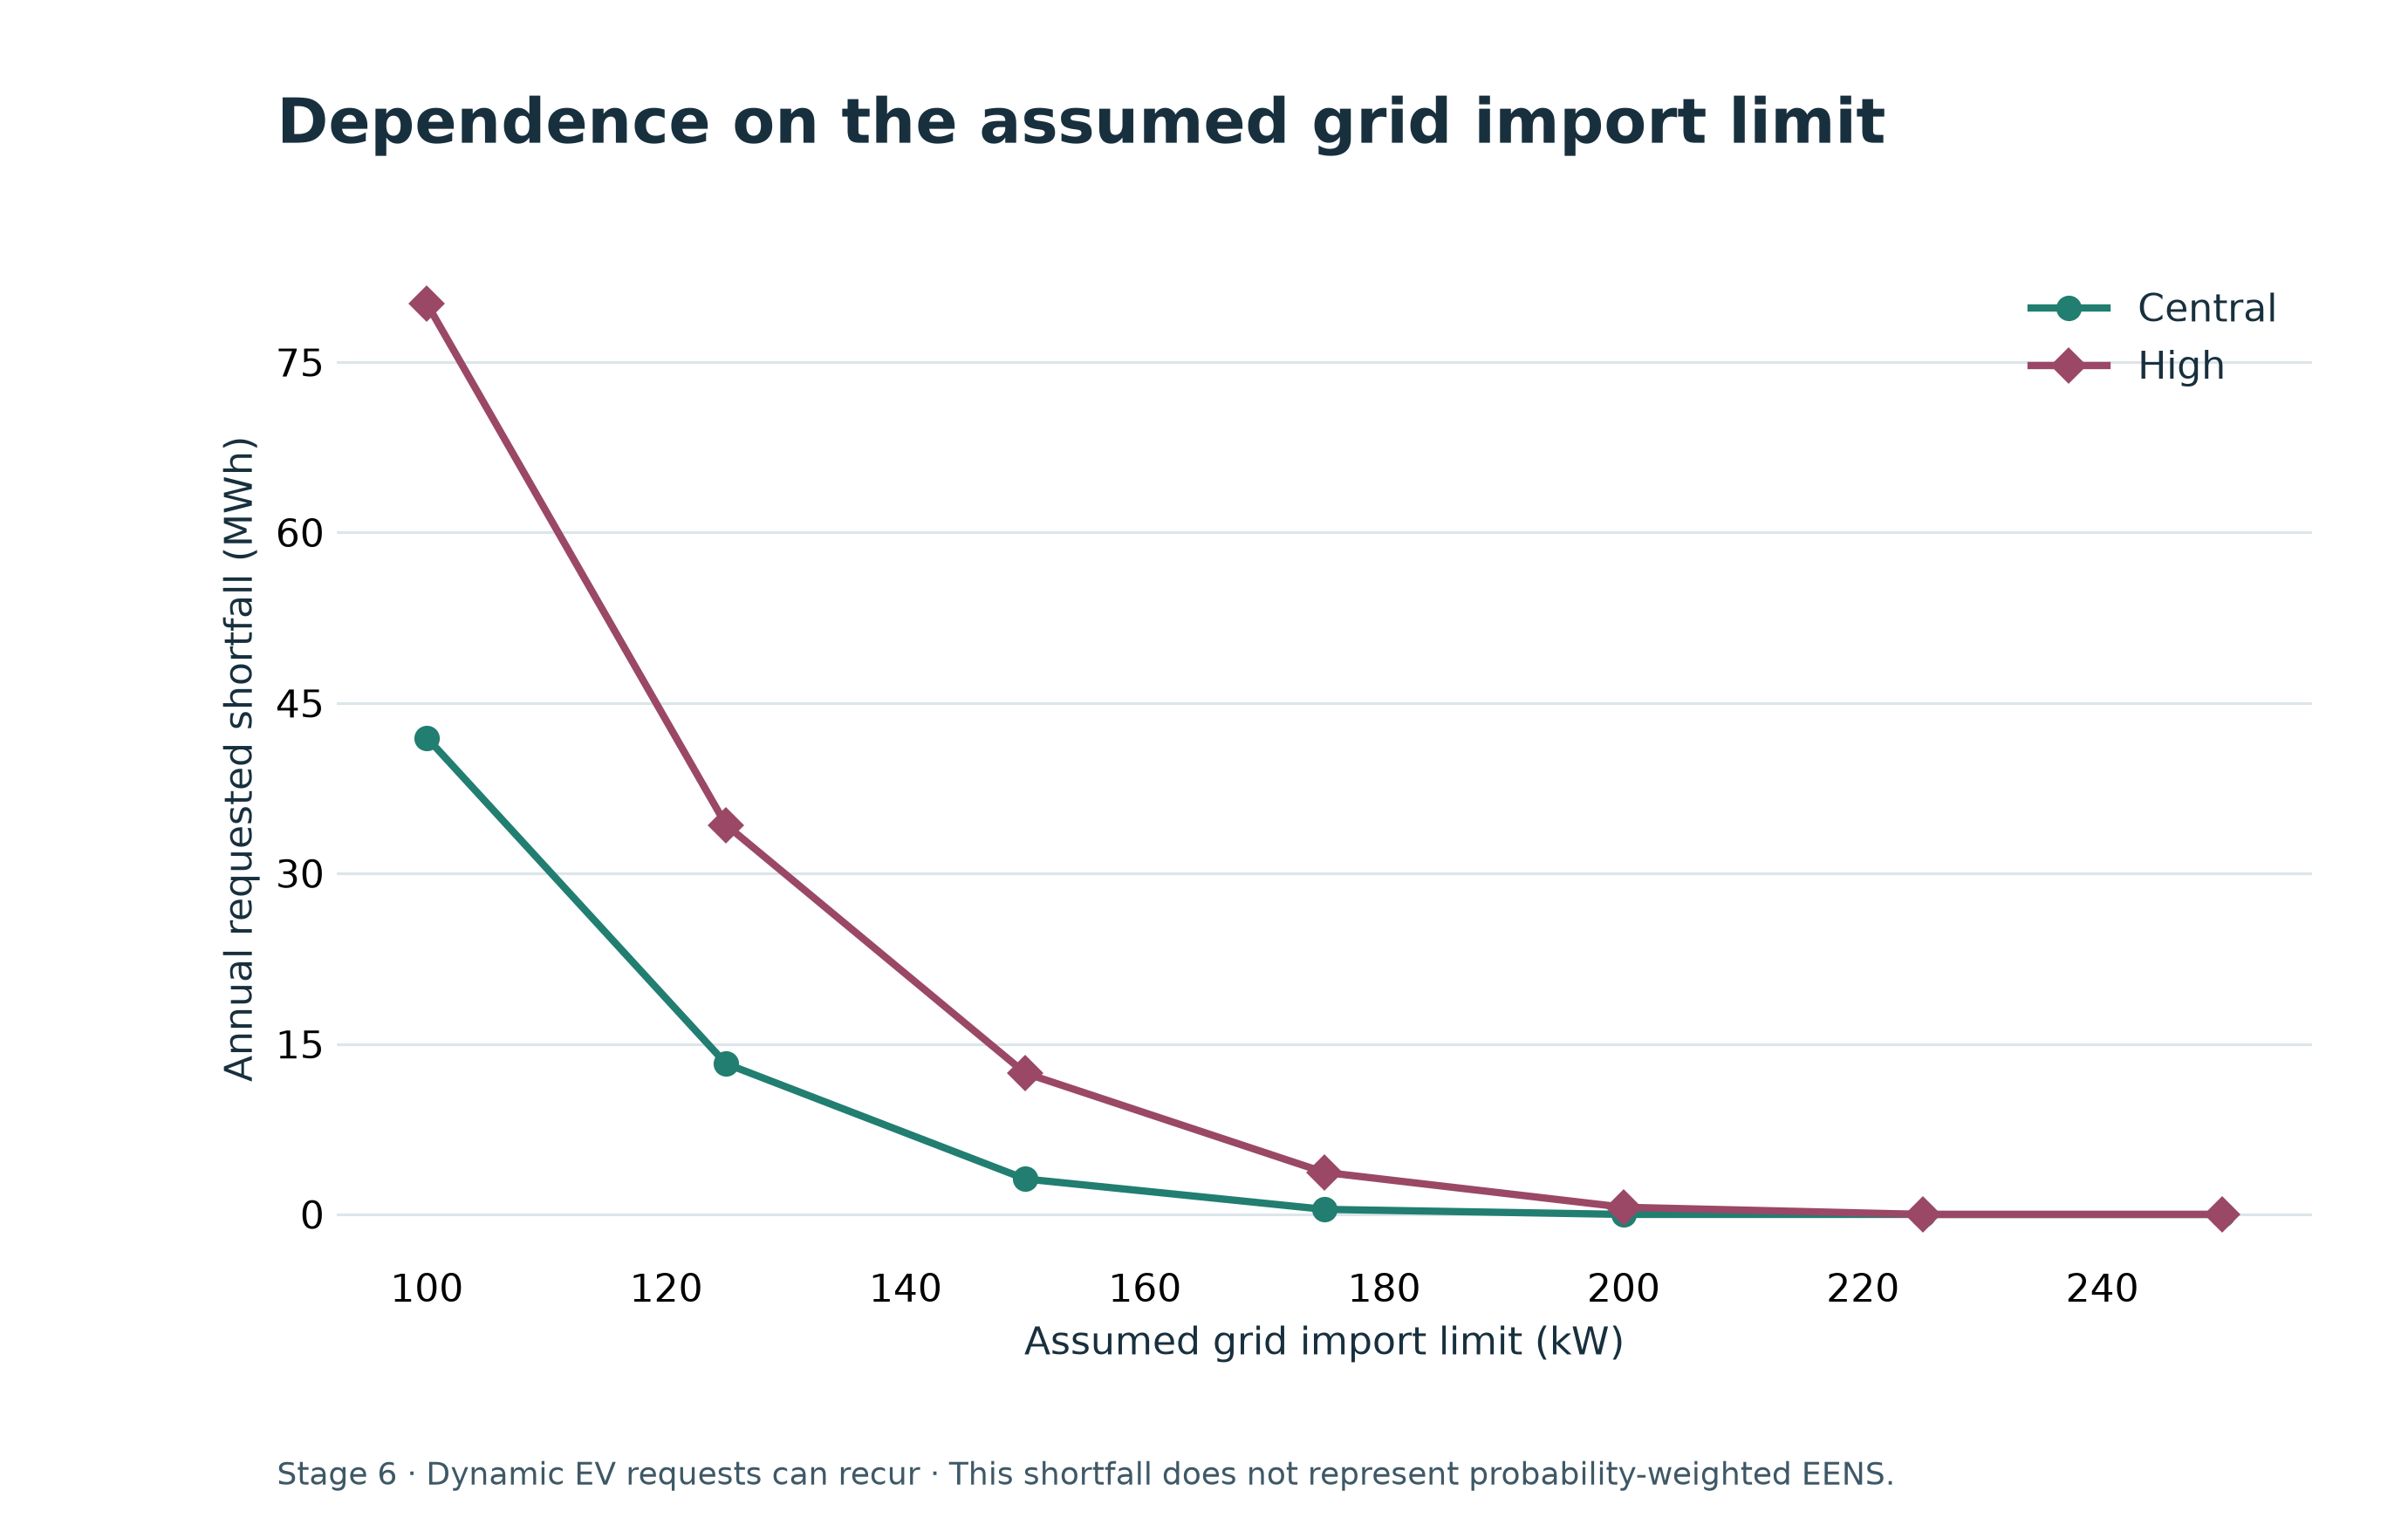 Dependence on the assumed grid import limit
Central
High
Annual requested shortfall (MWh)
75
60
45
30
15
0
100 120 140 160 180 200 220 240
Assumed grid import limit (kW)
Stage 6 · Dynamic EV requests can recur · This shortfall does not represent probability-weighted EENS.